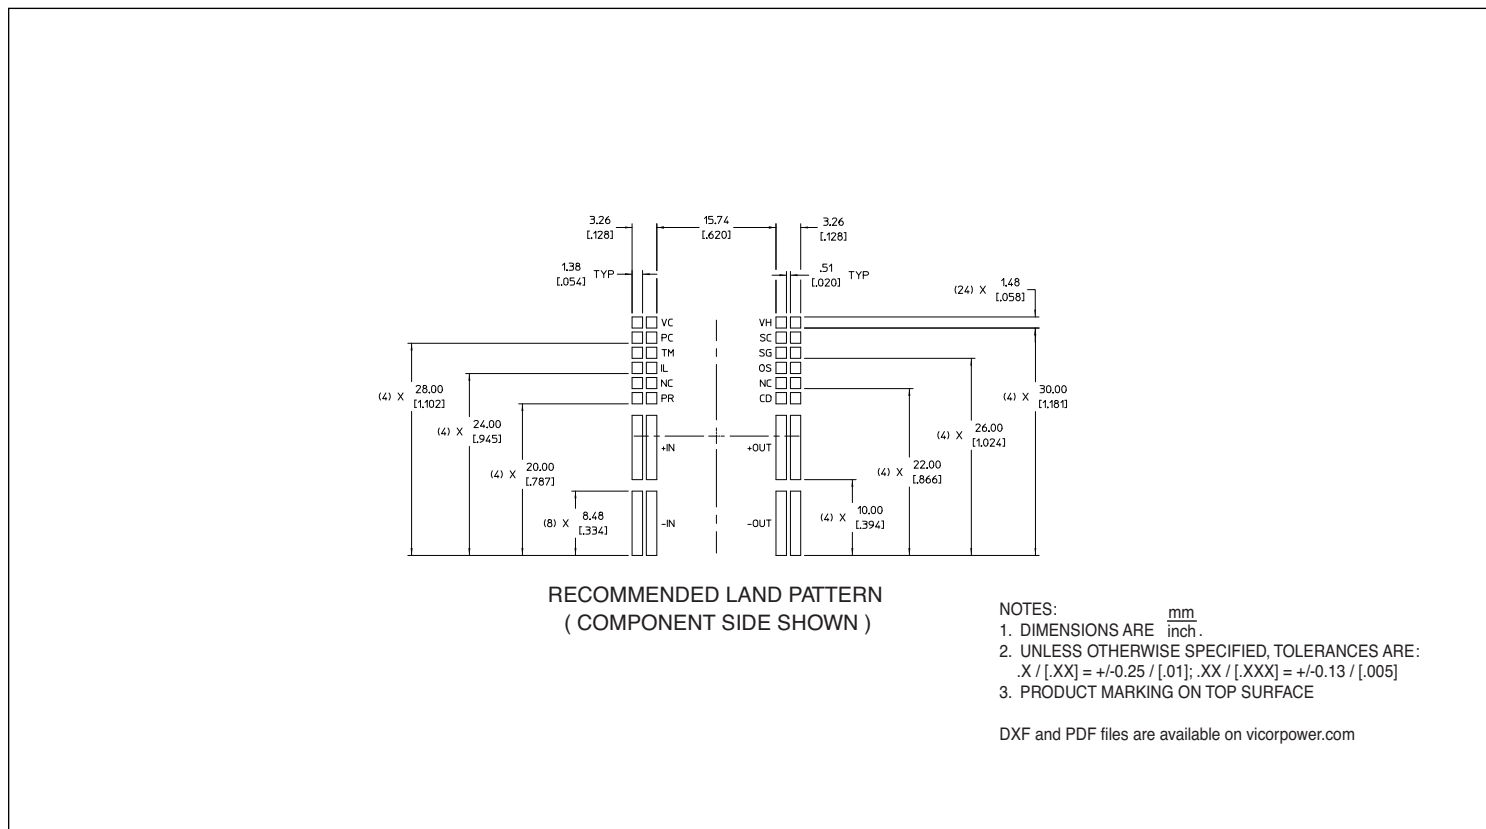 3.26
[.128]
15.74
[.620]
3.26
[.128]
1.38
[.054]
TYP
.51
[.020]
TYP
(24) X 1.48
[.058]
VC
VH
PC
SC
TM
SG
IL
OS
NC
NC
PR
CD
(4) X 28.00
[1.102]
(4) X 30.00
[1.181]
(4) X 24.00
[.945]
(4) X 26.00
[1.024]
+IN
+OUT
(4) X 20.00
[.787]
(4) X 22.00
[.866]
(8) X 8.48
[.334]
-IN
-OUT
(4) X 10.00
[.394]
RECOMMENDED LAND PATTERN
( COMPONENT SIDE SHOWN )
NOTES:
1. DIMENSIONS ARE mm
inch .
2. UNLESS OTHERWISE SPECIFIED, TOLERANCES ARE:
.X / [.XX] = +/-0.25 / [.01]; .XX / [.XXX] = +/-0.13 / [.005]
3. PRODUCT MARKING ON TOP SURFACE
DXF and PDF files are available on vicorpower.com